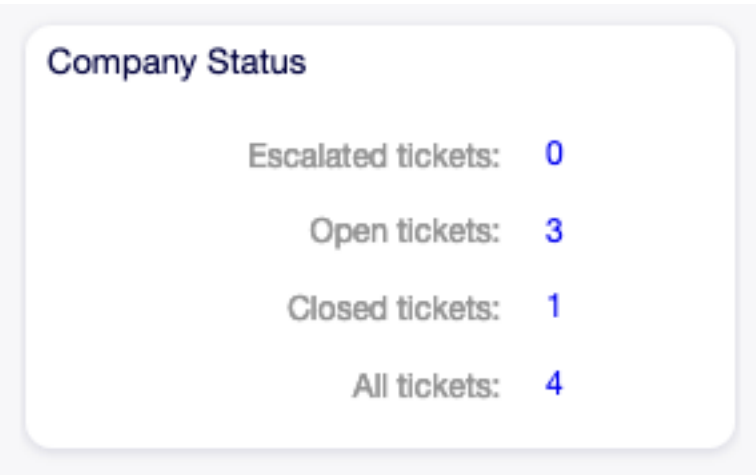 Company Status
Escalated tickets: 0
Open tickets: 3
Closed tickets: 1
All tickets: 4